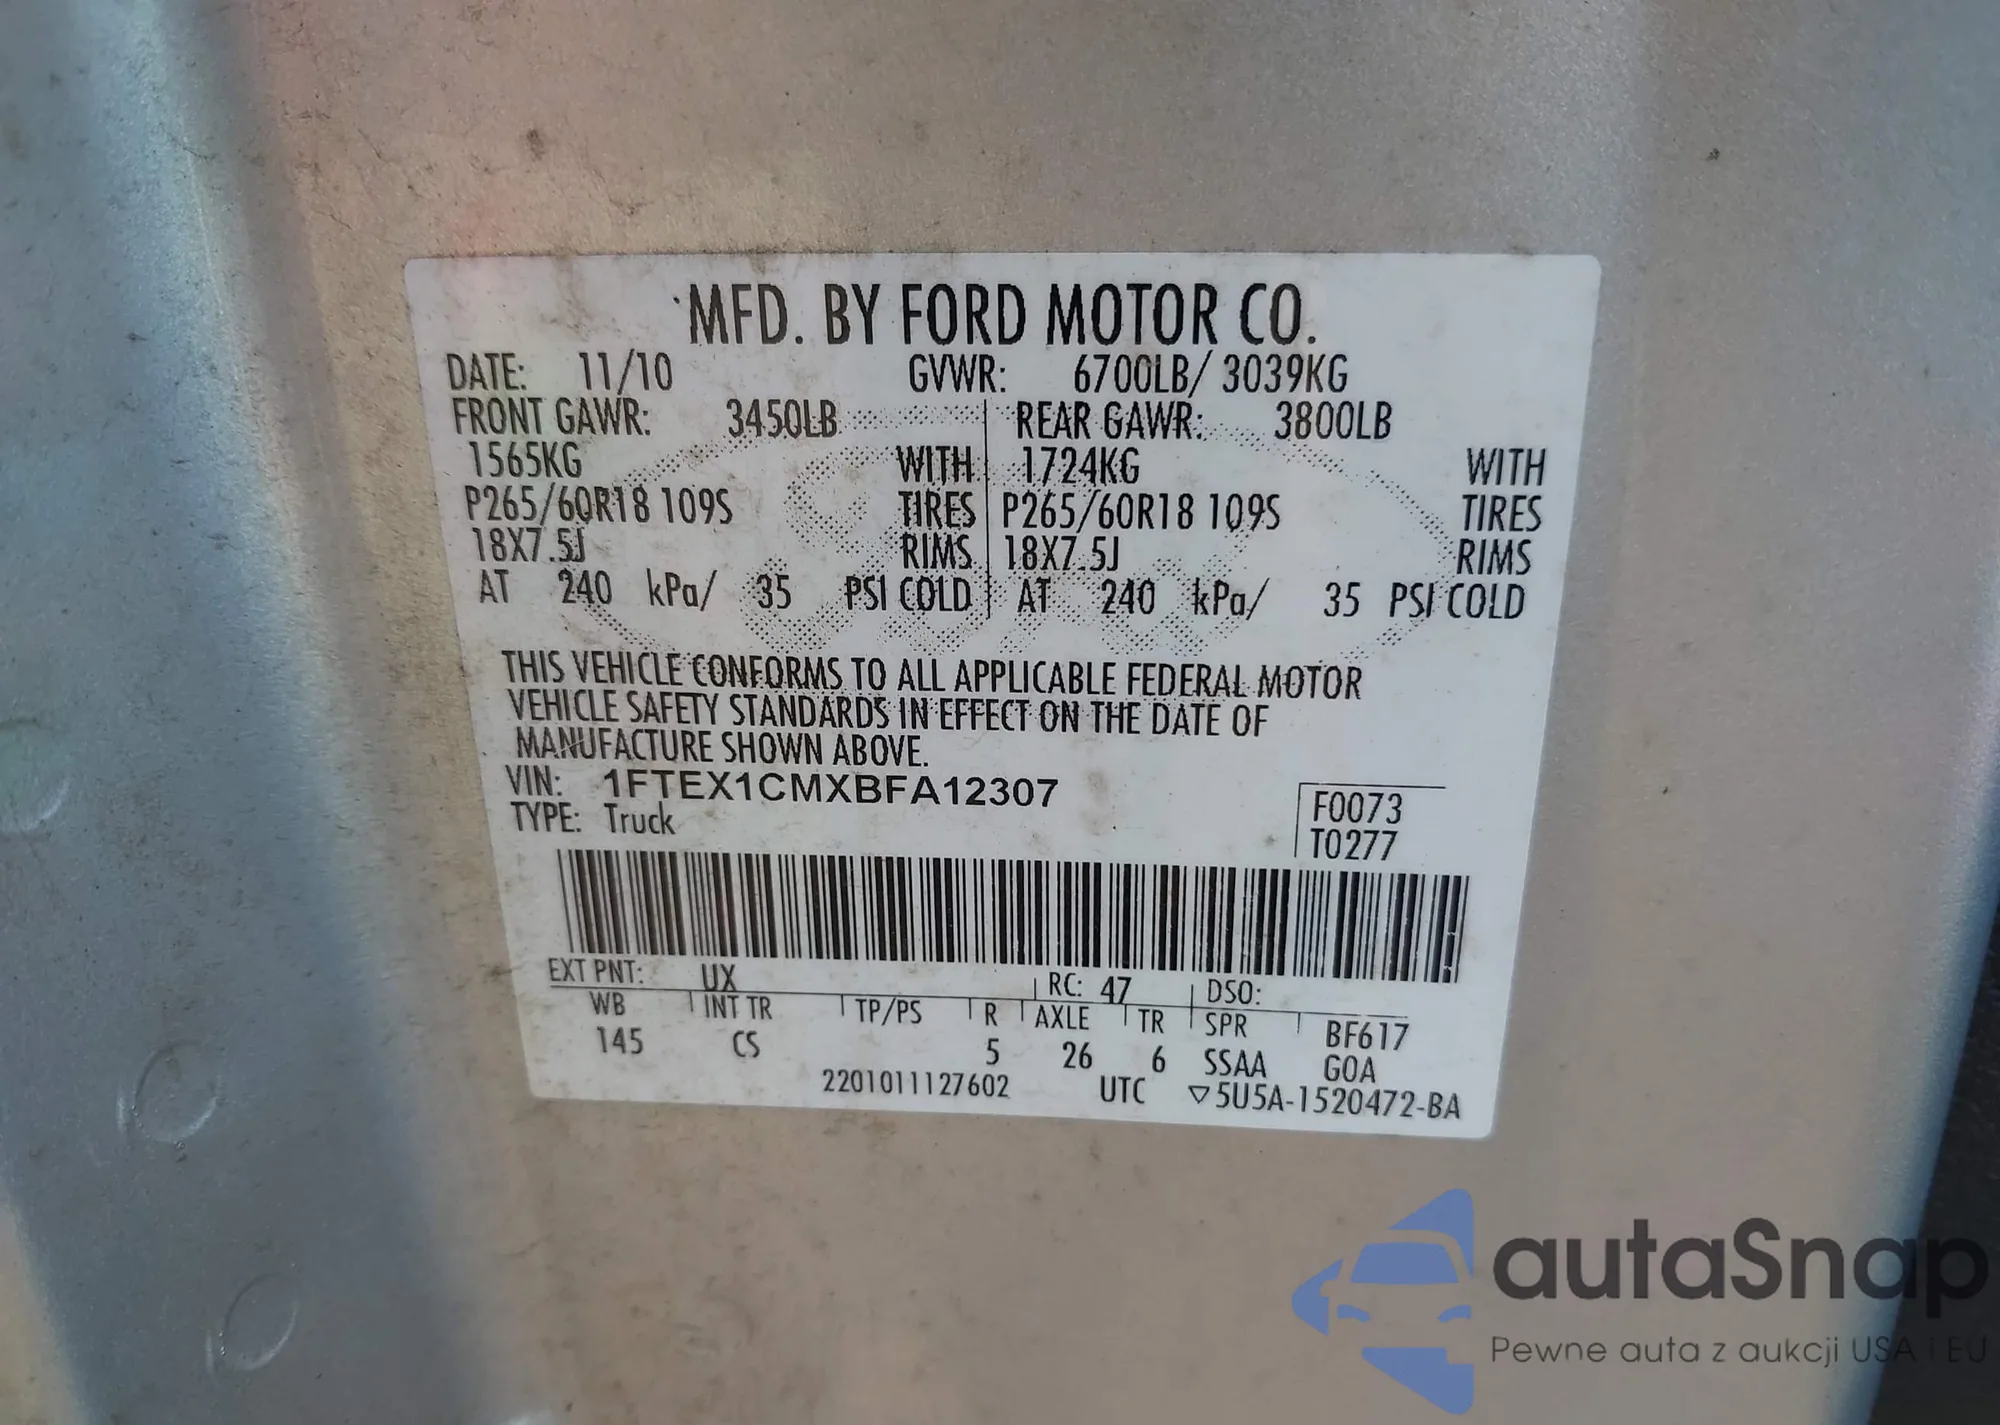 MFD. BY FORD MOTOR CO.
DATE: 11/10 GVWR: 6700LB/ 3039KG
FRONT GAWR: 3450LB REAR GAWR: 3800LB
1565KG WITH 1724KG WITH
P265/60R18 109S TIRES P265/60R18 109S TIRES
18X7.5J RIMS 18X7.5J RIMS
AT 240 kPa/ 35 PSI COLD AT 240 kPa/ 35 PSI COLD
THIS VEHICLE CONFORMS TO ALL APPLICABLE FEDERAL MOTOR
VEHICLE SAFETY STANDARDS IN EFFECT ON THE DATE OF
MANUFACTURE SHOWN ABOVE.
VIN: 1FTEX1CMXBFA12307
F0073
TYPE: Truck
T0277
EXT PNT: UX RC: 47 DSO:
WB INT TR TP/PS R AXLE TR SPR BF617
145 CS 5 26 6 SSAA GOA
2201011127602 UTC ▽5U5A-1520472-BA
autaSnap
Pewne auta z aukcji USA i EU